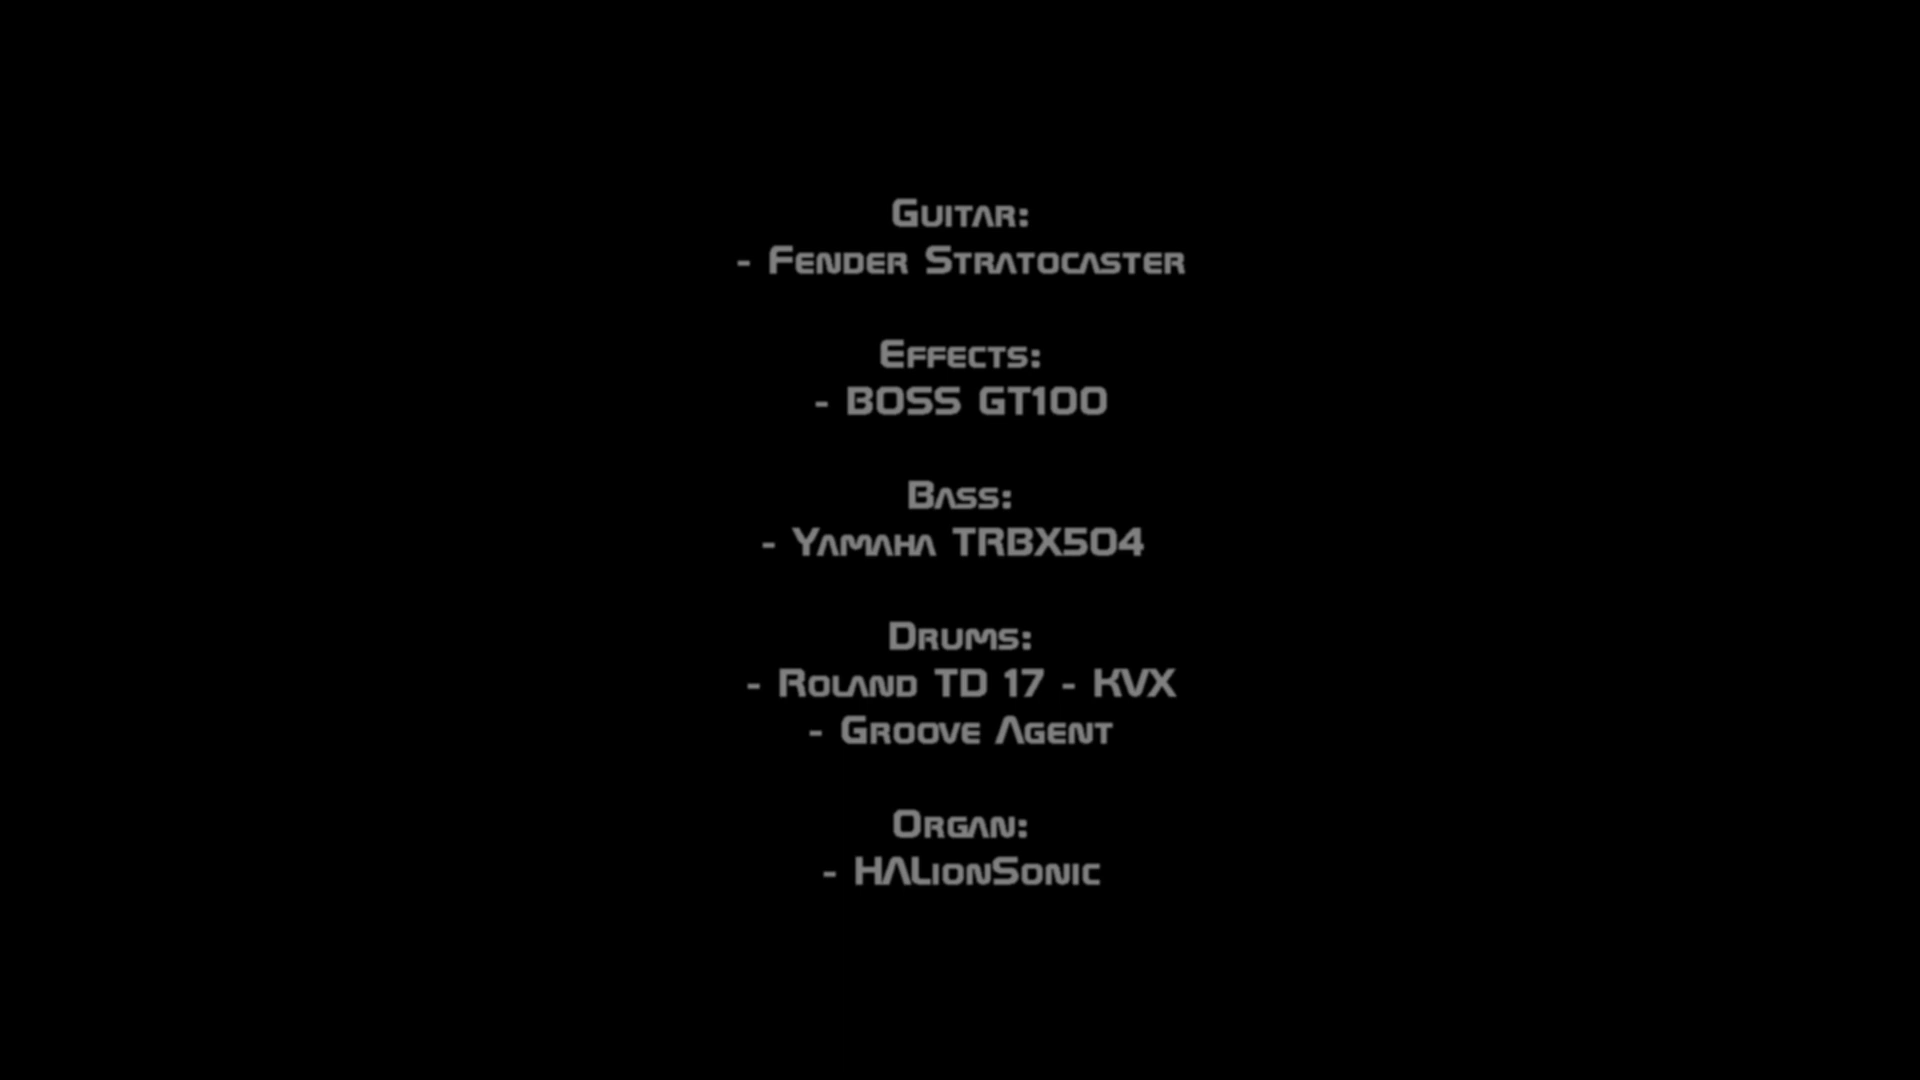 Guitar:
- Fender Stratocaster
Effects:
- BOSS GT100
Bass:
- Yamaha TRBX504
Drums:
- Roland TD 17 - KVX
- Groove Agent
Organ:
- HALionSonic